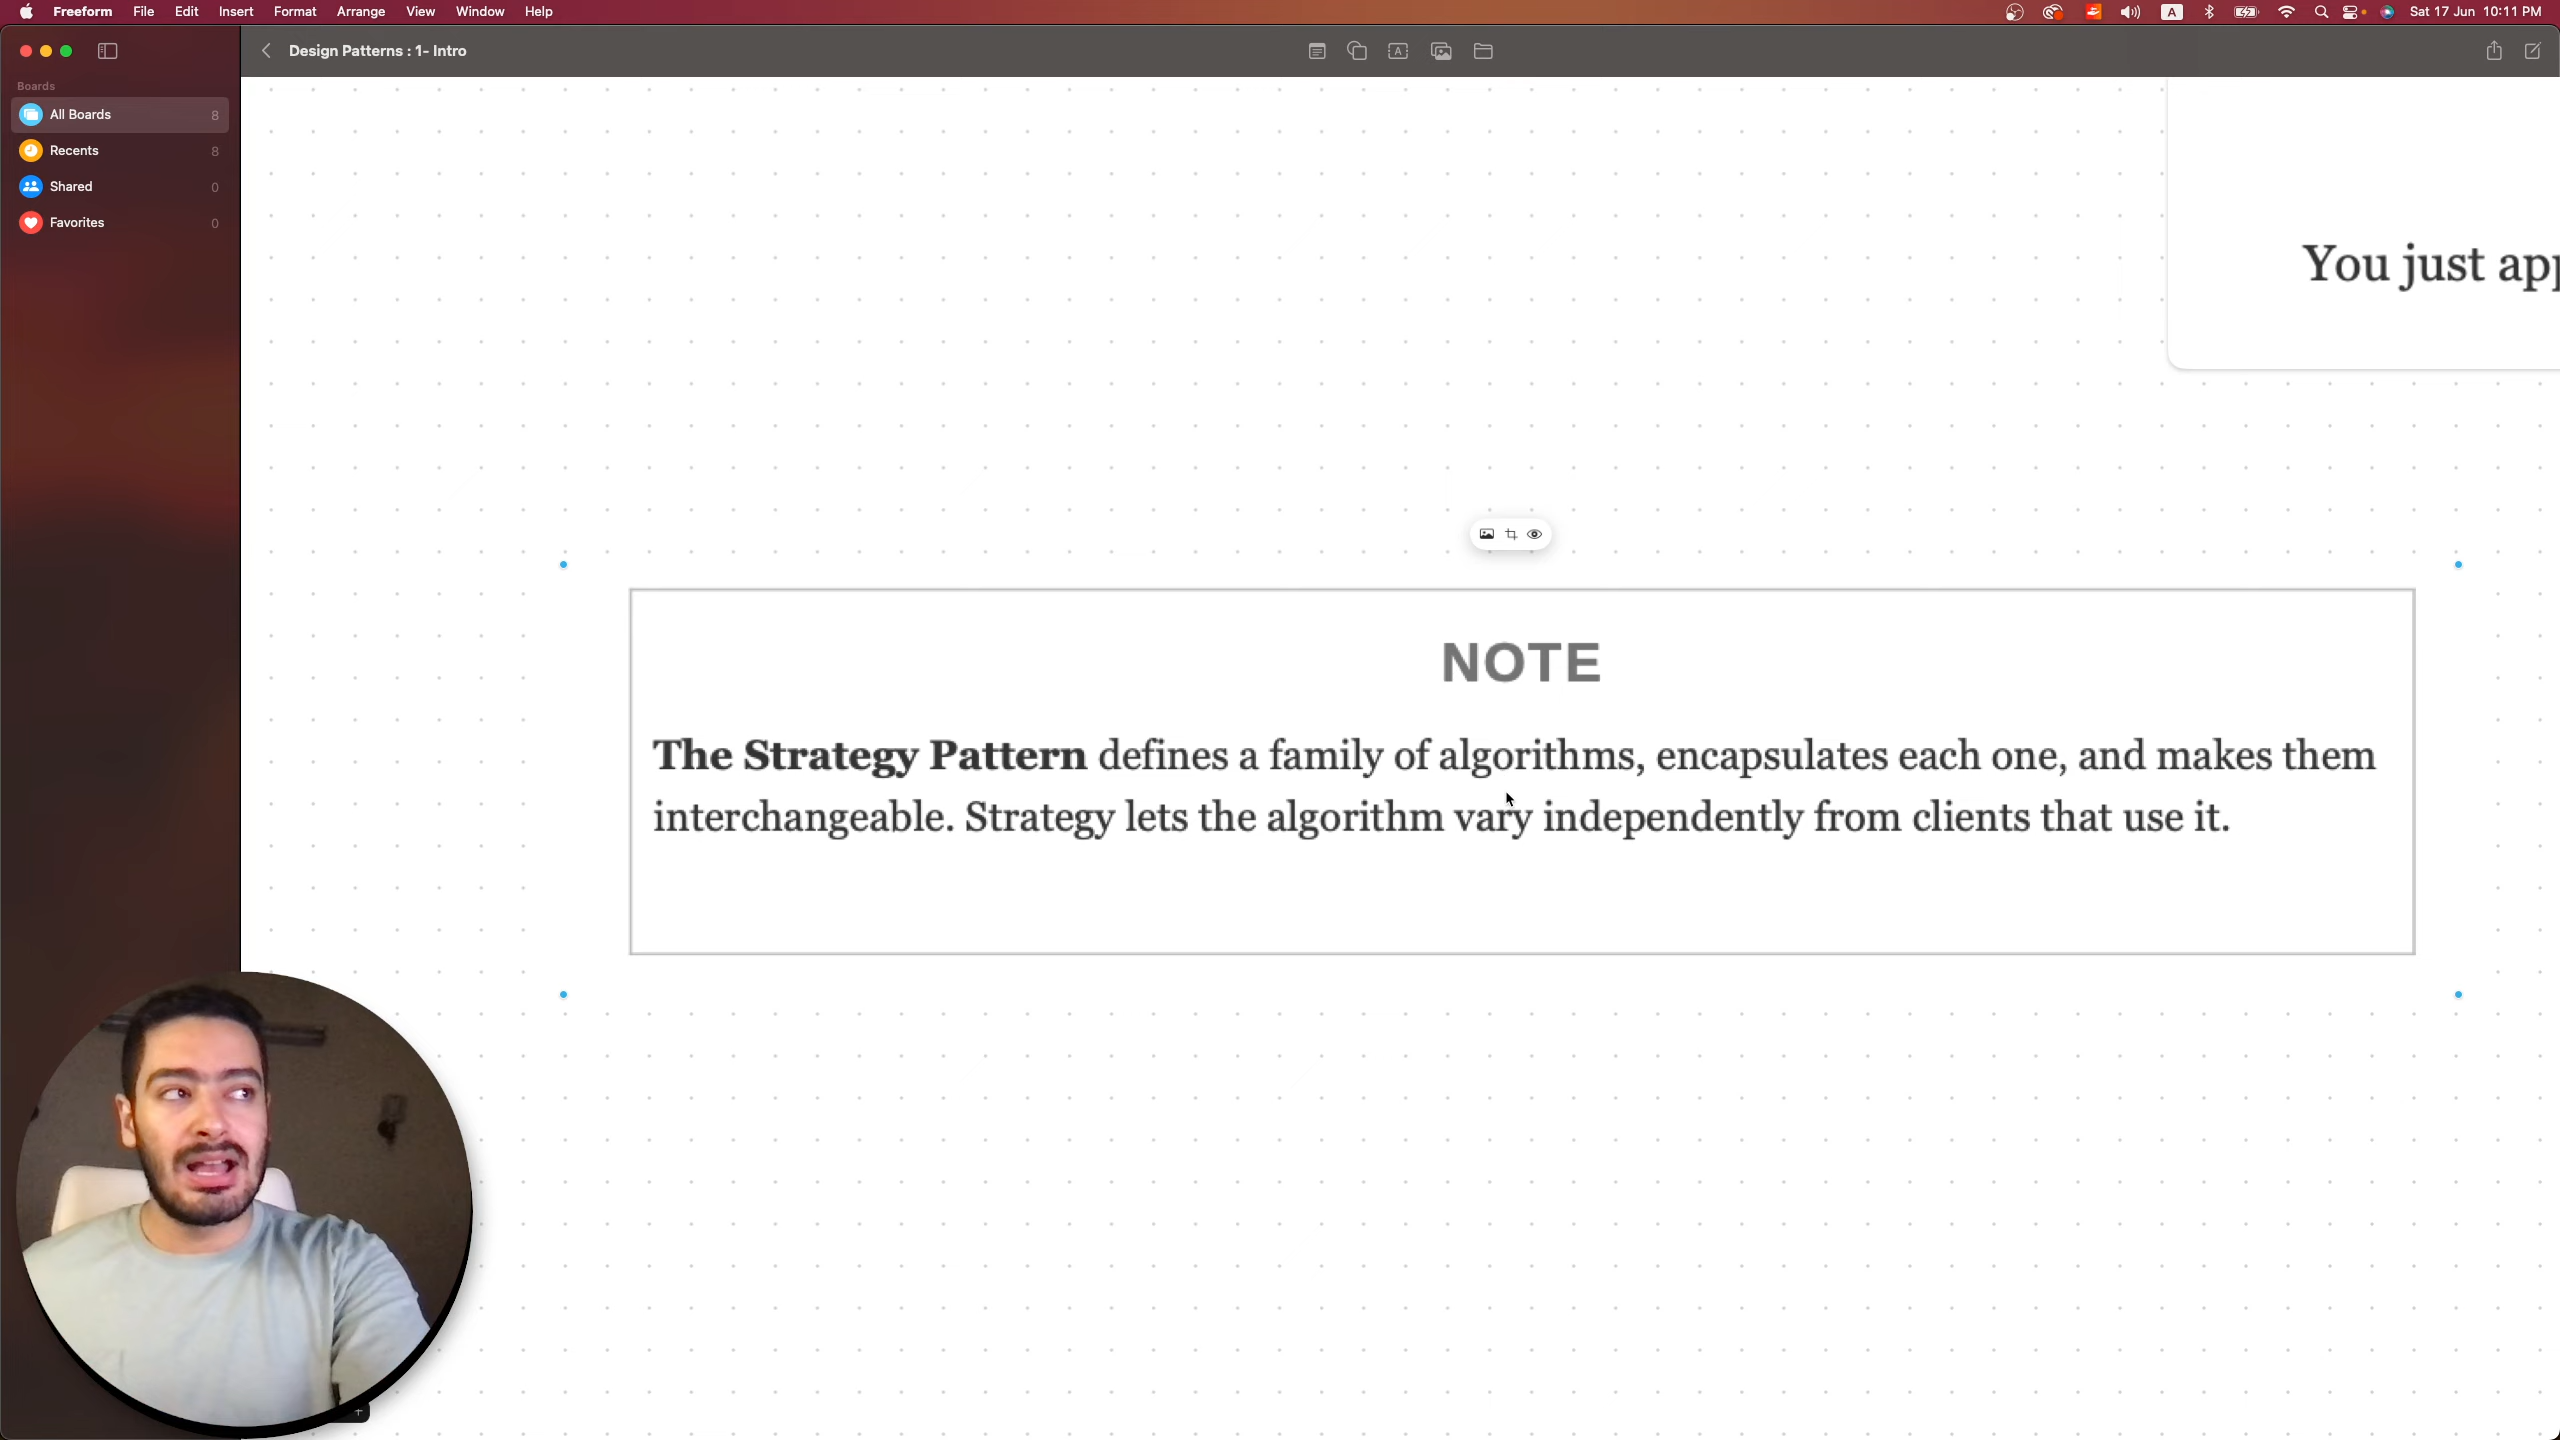 Freeform File Edit Insert Format Arrange View Window Help
A
Sat 17 Jun 10:11 PM
Design Patterns : 1- Intro
A
Boards
All Boards 8
Recents 8
Shared 0
Favorites 0
You just app
NOTE
The Strategy Pattern defines a family of algorithms, encapsulates each one, and makes them
interchangeable. Strategy lets the algorithm vary independently from clients that use it.